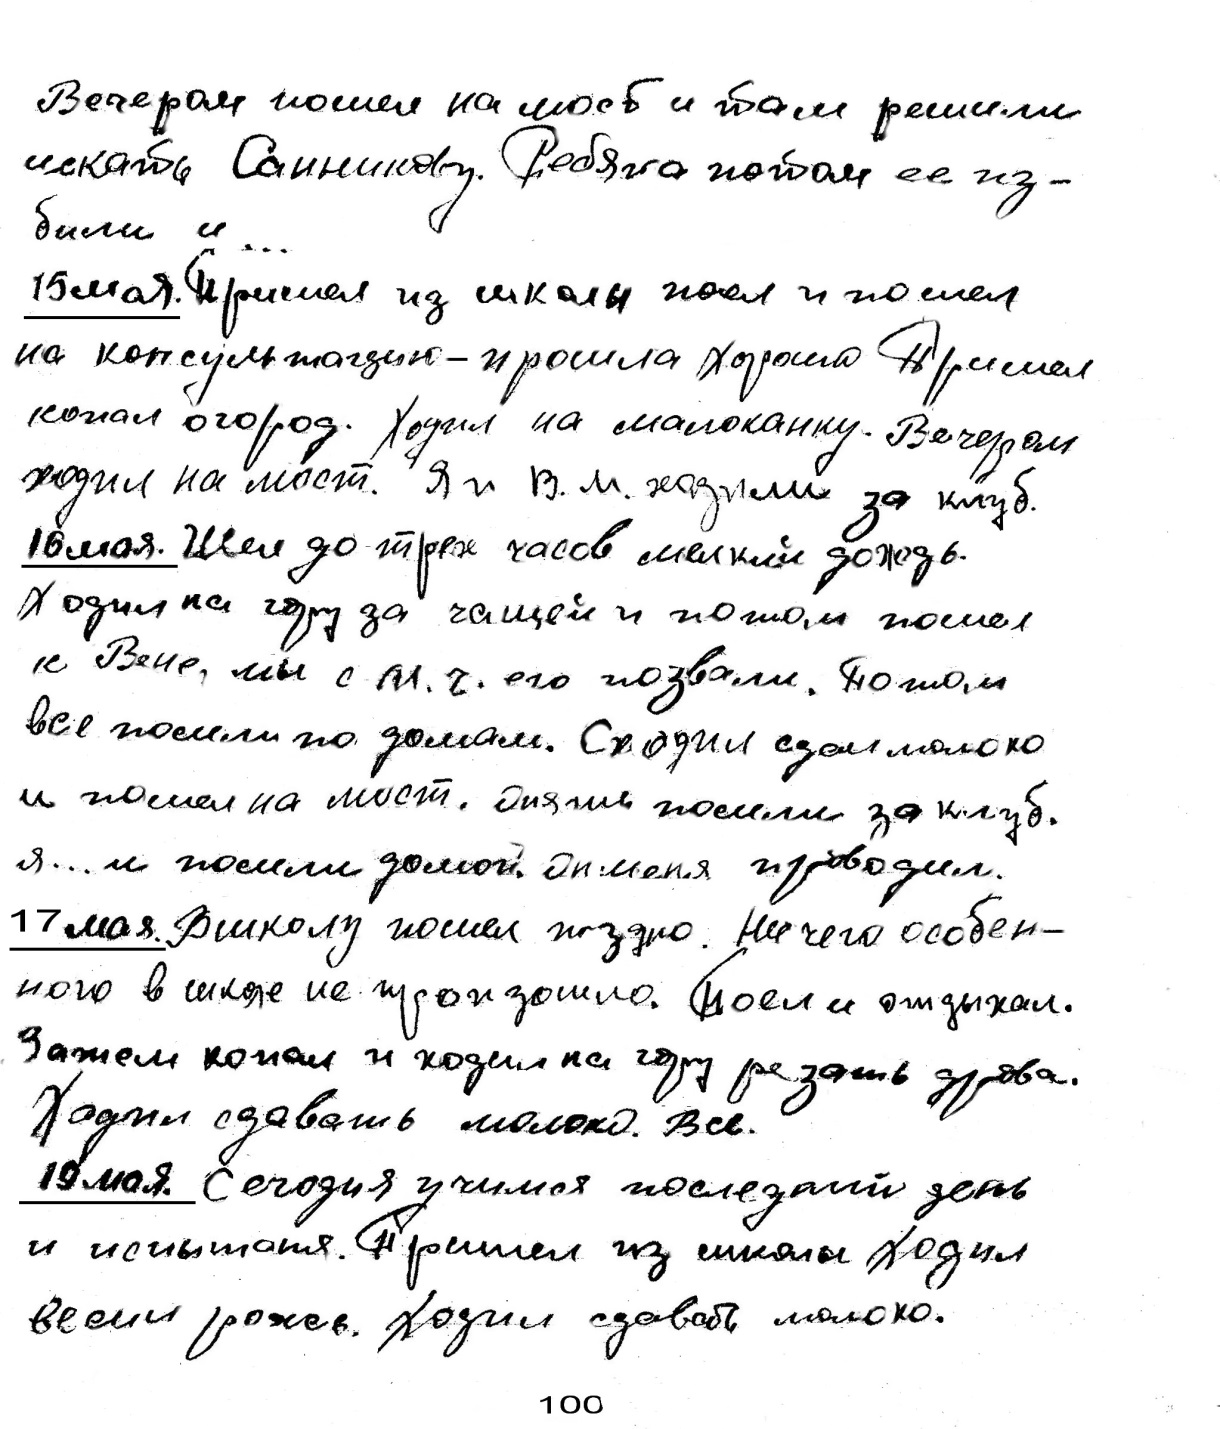 Вечером пошел на мост и там решили
искать Санникову. Ребята потом ее из-
били и ...
15 мая. Пришел из школы поел и пошел
на консультацию - прошла хорошо Пришел
копал огород. Ходил на малоканку. Вечером
ходил на мост. Я и В. М. ходили за клуб.
16 мая. Шел до трех часов мелкий дождь.
Ходил на гору за чащей и потом пошел
к Вене, мы с М. Ч. его позвали. Потом
все пошли по домам. Сходил сдал молоко
и пошел на мост. Опять пошли за клуб.
я... и пошли домой. Он меня проводил.
17 мая. В школу пошел поздно. Ничего особен-
ного в школе не произошло. Поел и отдыхал.
Затем копал и ходил на гору резать дрова.
Ходил сдавать молоко. Все.
19 мая. Сегодня учимся последний день
и испытания. Пришел из школы Ходил
рожь. Ходил сдавать молоко.
100